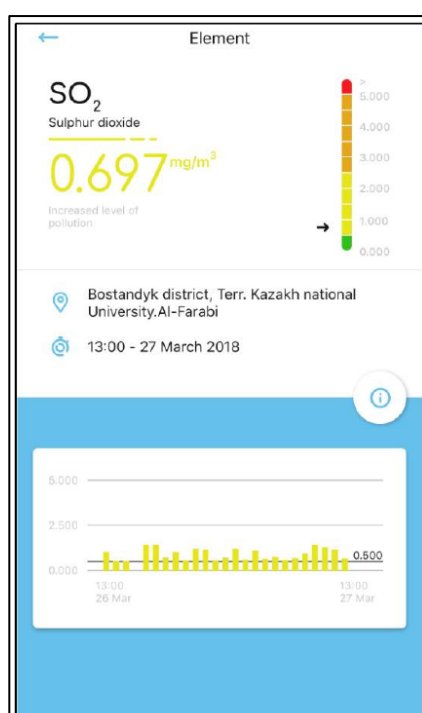 Element
SO2
Sulphur dioxide
0.697 mg/m3
Increased level of
pollution
>
5.000
4.000
3.000
2.000
1.000
0.000
Bostandyk district, Terr. Kazakh national
University.Al-Farabi
13:00 - 27 March 2018
5.000
2.500
0.500
0.000
13:00
26 Mar
13:00
27 Mar